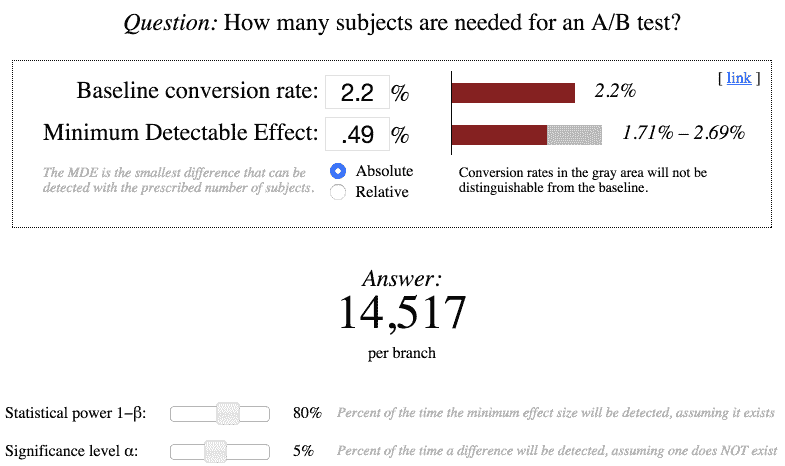 Question: How many subjects are needed for an A/B test?
[ link ]
Baseline conversion rate: 2.2 % 2.2%
Minimum Detectable Effect: .49 % 1.71% – 2.69%
The MDE is the smallest difference that can be
detected with the prescribed number of subjects.
Absolute
Relative
Conversion rates in the gray area will not be
distinguishable from the baseline.
Answer:
14,517
per branch
Statistical power 1−β: 80% Percent of the time the minimum effect size will be detected, assuming it exists
Significance level α: 5% Percent of the time a difference will be detected, assuming one does NOT exist